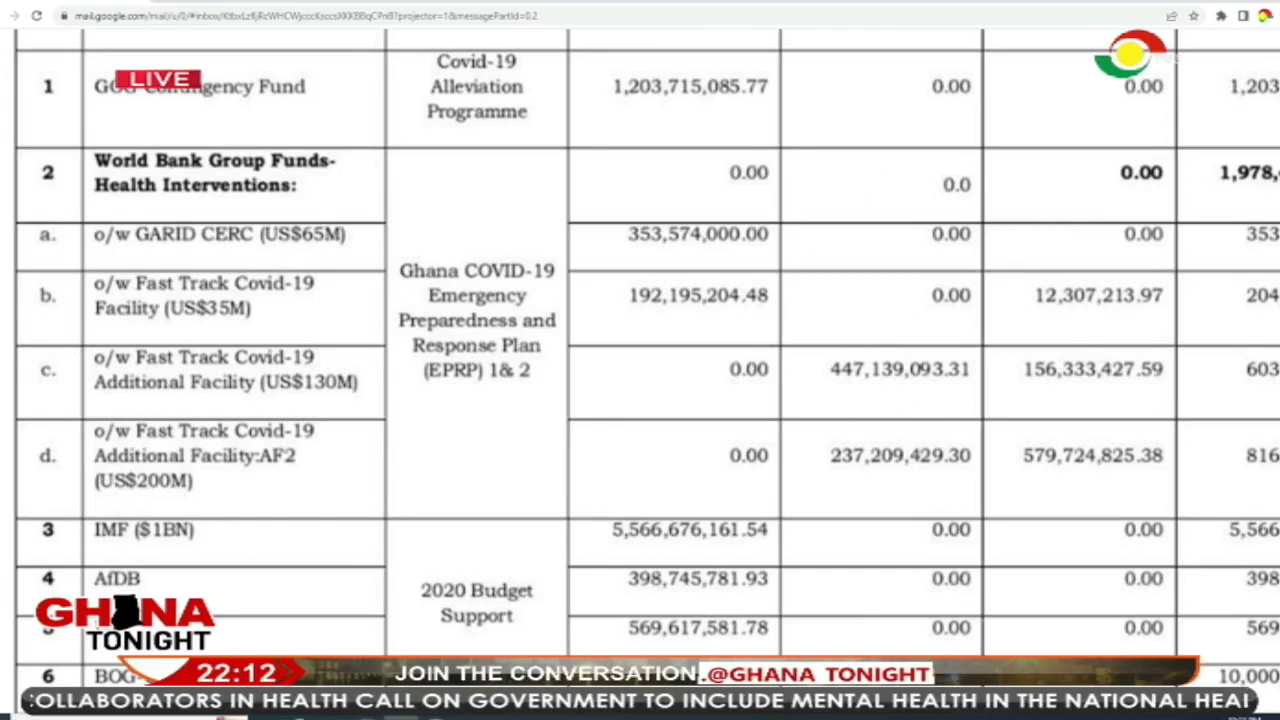 mail.google.com/mail/u/0/#inbox/KtbxLzfljRcWHCWjcccKsccsXKKBBqCPnB?projector=1&messagePartId=0.2
LIVE
1 Contingency Fund Covid-19 Alleviation Programme 1,203,715,085.77 0.00 0.00 1,203
2 World Bank Group Funds- 0.00 0.0 0.00 1,978,
Health Interventions:
a. o/w GARID CERC (US$65M) 353,574,000.00 0.00 0.00 353
Ghana COVID-19
Emergency
Preparedness and
Response Plan
(EPRP) 1& 2
b. o/w Fast Track Covid-19 192,195,204.48 0.00 12,307,213.97 204
Facility (US$35M)
c. o/w Fast Track Covid-19 0.00 447,139,093.31 156,333,427.59 603
Additional Facility (US$130M)
d. o/w Fast Track Covid-19 0.00 237,209,429.30 579,724,825.38 816
Additional Facility:AF2
(US$200M)
3 IMF ($1BN) 5,566,676,161.54 0.00 0.00 5,566
4 AfDB 398,745,781.93 0.00 0.00 398
2020 Budget
Support
569,617,581.78 0.00 0.00 569
6 BOG 10,000
GHANA
TONIGHT
22:12 JOIN THE CONVERSATION.@GHANA TONIGHT
COLLABORATORS IN HEALTH CALL ON GOVERNMENT TO INCLUDE MENTAL HEALTH IN THE NATIONAL HEAL